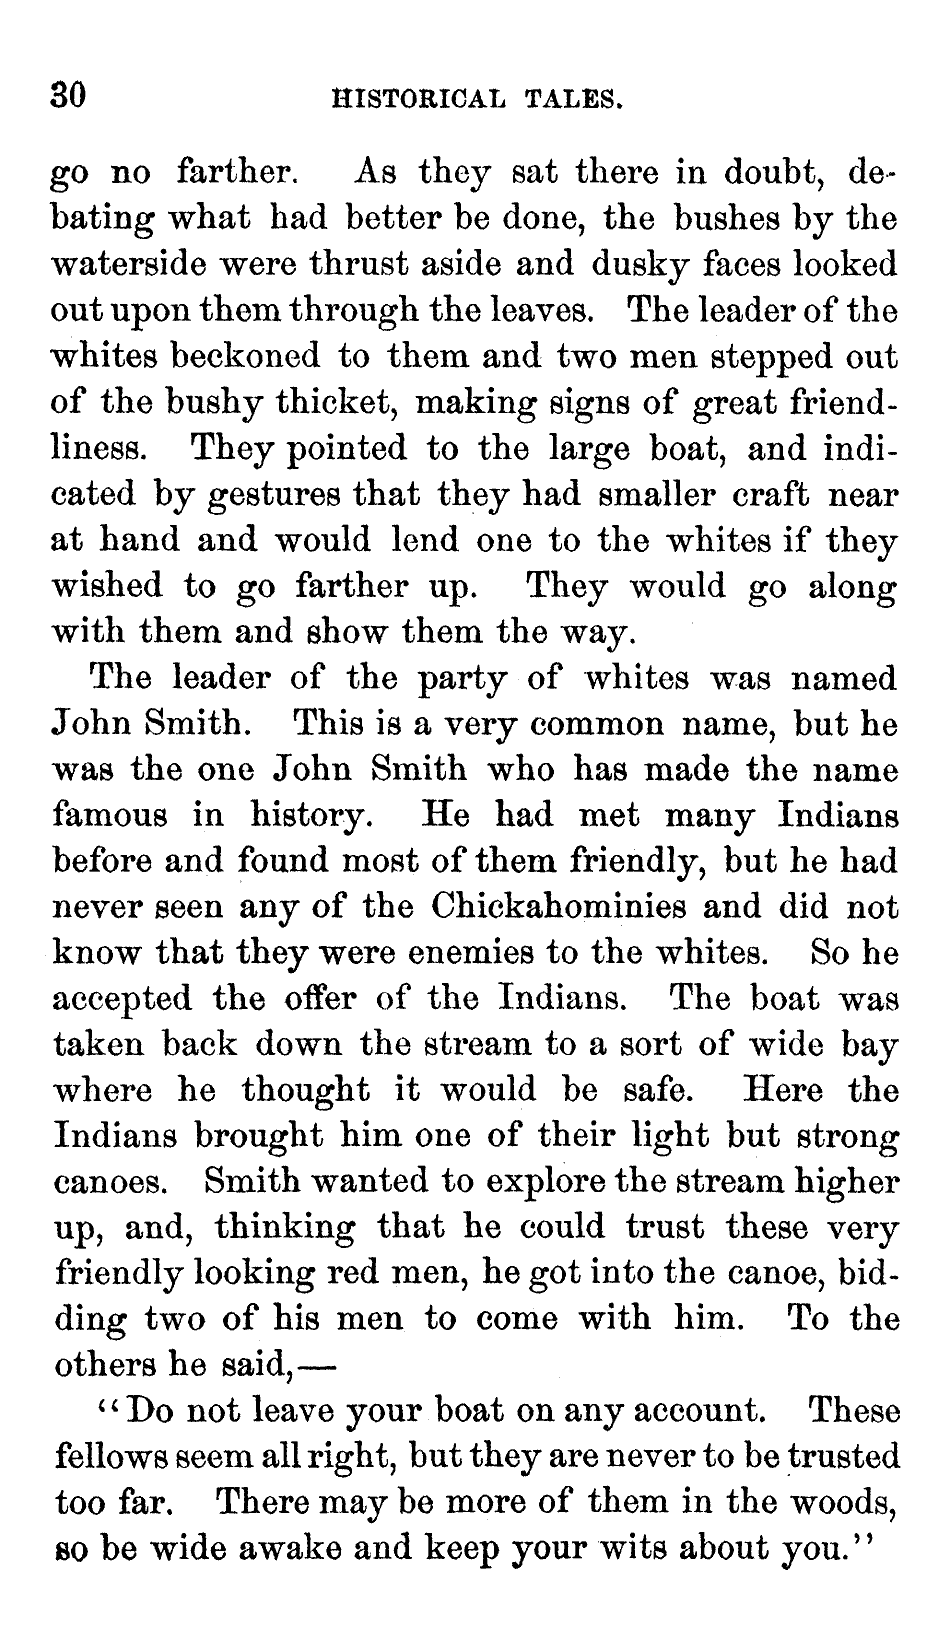 30 HISTORICAL TALES.
go no farther. As they sat there in doubt, de-
bating what had better be done, the bushes by the
waterside were thrust aside and dusky faces looked
out upon them through the leaves. The leader of the
whites beckoned to them and two men stepped out
of the bushy thicket, making signs of great friend-
liness. They pointed to the large boat, and indi-
cated by gestures that they had smaller craft near
at hand and would lend one to the whites if they
wished to go farther up. They would go along
with them and show them the way.
The leader of the party of whites was named
John Smith. This is a very common name, but he
was the one John Smith who has made the name
famous in history. He had met many Indians
before and found most of them friendly, but he had
never seen any of the Chickahominies and did not
know that they were enemies to the whites. So he
accepted the offer of the Indians. The boat was
taken back down the stream to a sort of wide bay
where he thought it would be safe. Here the
Indians brought him one of their light but strong
canoes. Smith wanted to explore the stream higher
up, and, thinking that he could trust these very
friendly looking red men, he got into the canoe, bid-
ding two of his men to come with him. To the
others he said,—
“Do not leave your boat on any account. These
fellows seem all right, but they are never to be trusted
too far. There may be more of them in the woods,
so be wide awake and keep your wits about you.”